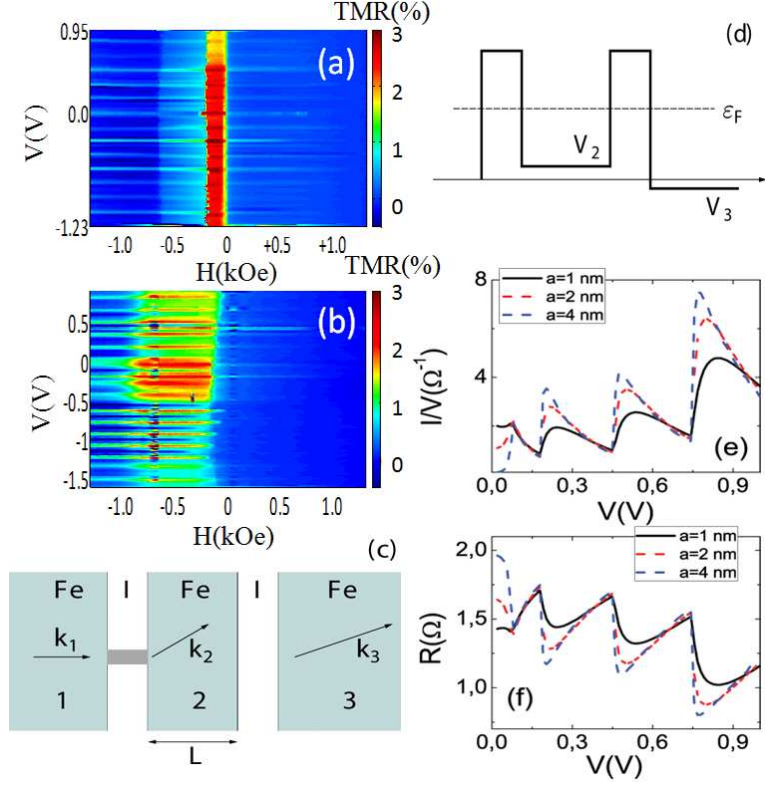 TMR(%)
0.95
0.0
-1.23
V(V)
(a)
3
2
1
0
-1.0 -0.5 0 +0.5 +1.0
H(kOe)
TMR(%)
0.5
0
-0.5
-1
-1.5
V(V)
(b)
3
2
1
0
-1.0 -0.5 0 0.5 1.0
H(kOe)
(c)
Fe I Fe I Fe
k1 k2 k3
1 2 3
L
(d)
εF
V2
V3
a=1 nm
a=2 nm
a=4 nm
8
4
I/V(Ω-1)
(e)
0,0 0,3 0,6 0,9
V(V)
a=1 nm
a=2 nm
a=4 nm
2,0
1,5
1,0
R(Ω)
(f)
0,0 0,3 0,6 0,9
V(V)